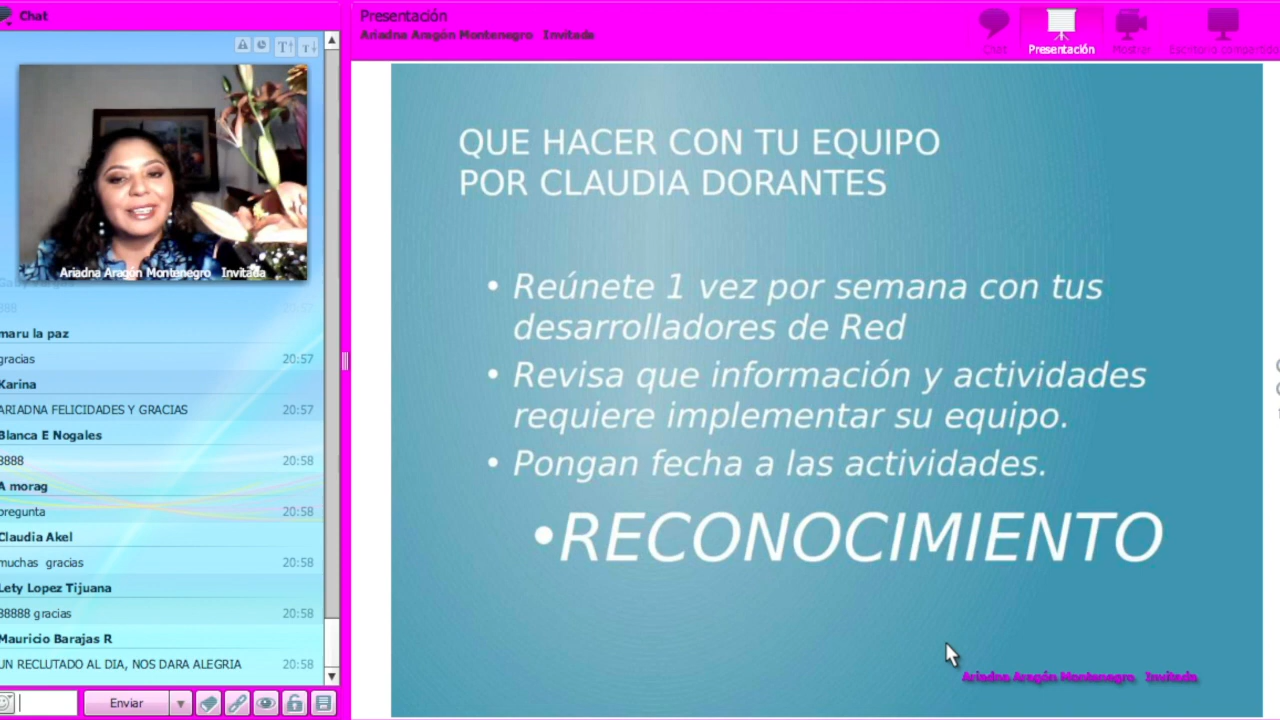 Chat
Ariadna Aragón Montenegro Invitada
20:57
maru la paz
gracias 20:57
Karina
ARIADNA FELICIDADES Y GRACIAS 20:57
Blanca E Nogales
8888 20:58
A morag
pregunta 20:58
Claudia Akel
muchas gracias 20:58
Lety Lopez Tijuana
88888 gracias 20:58
Mauricio Barajas R
UN RECLUTADO AL DIA, NOS DARA ALEGRIA 20:58
Enviar
Presentación
Ariadna Aragón Montenegro Invitada
Chat
Presentación
Mostrar
Escritorio compartido
QUE HACER CON TU EQUIPO
POR CLAUDIA DORANTES
• Reúnete 1 vez por semana con tus
desarrolladores de Red
• Revisa que información y actividades
requiere implementar su equipo.
• Pongan fecha a las actividades.
•RECONOCIMIENTO
Ariadna Aragón Montenegro Invitada